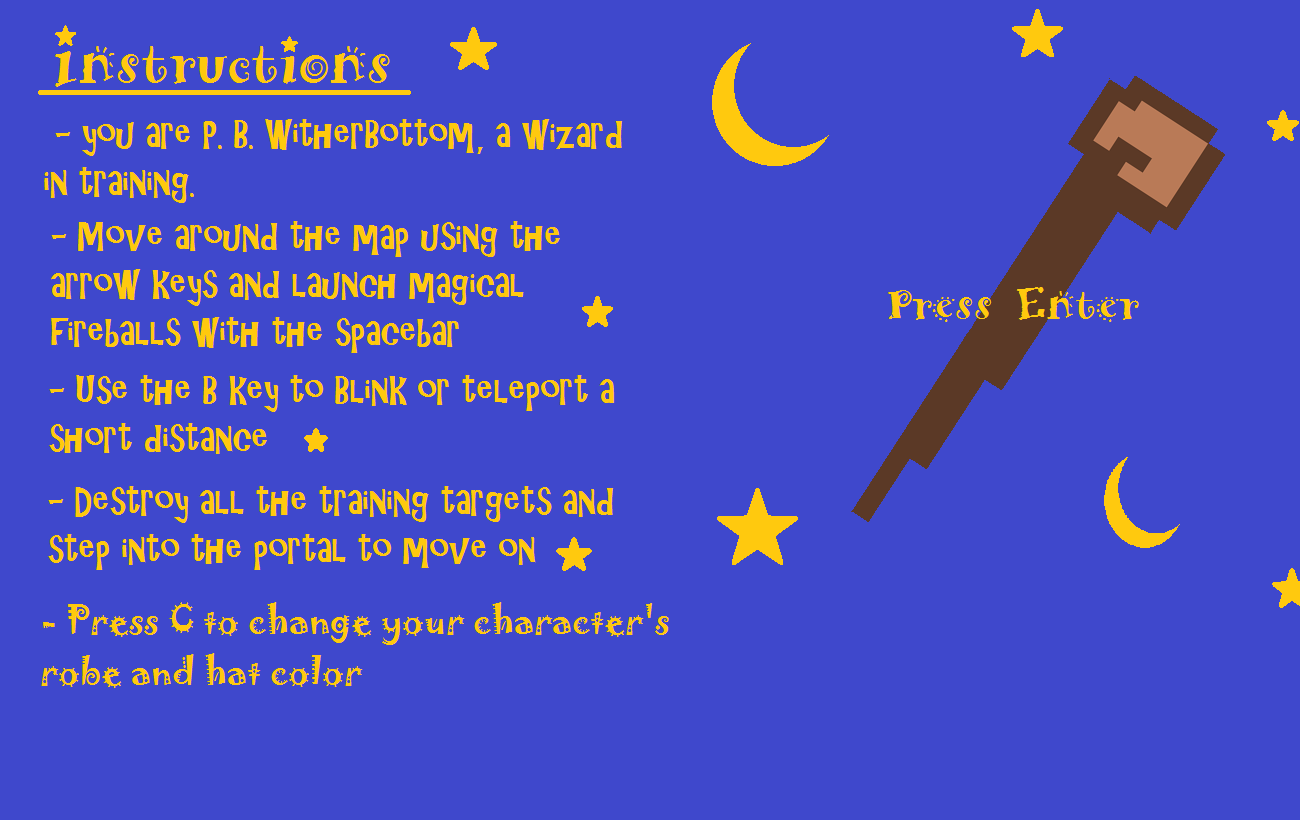 instructions
- you are P. B. Witherbottom, a Wizard
in training.
- Move around the map using the
arrow keys and launch magical
Fireballs With the Spacebar
- Use the B Key to Blink or teleport a
Short distance
- Destroy all the training targets and
Step into the portal to move on
- Press C to change your character's
robe and hat color
Press Enter